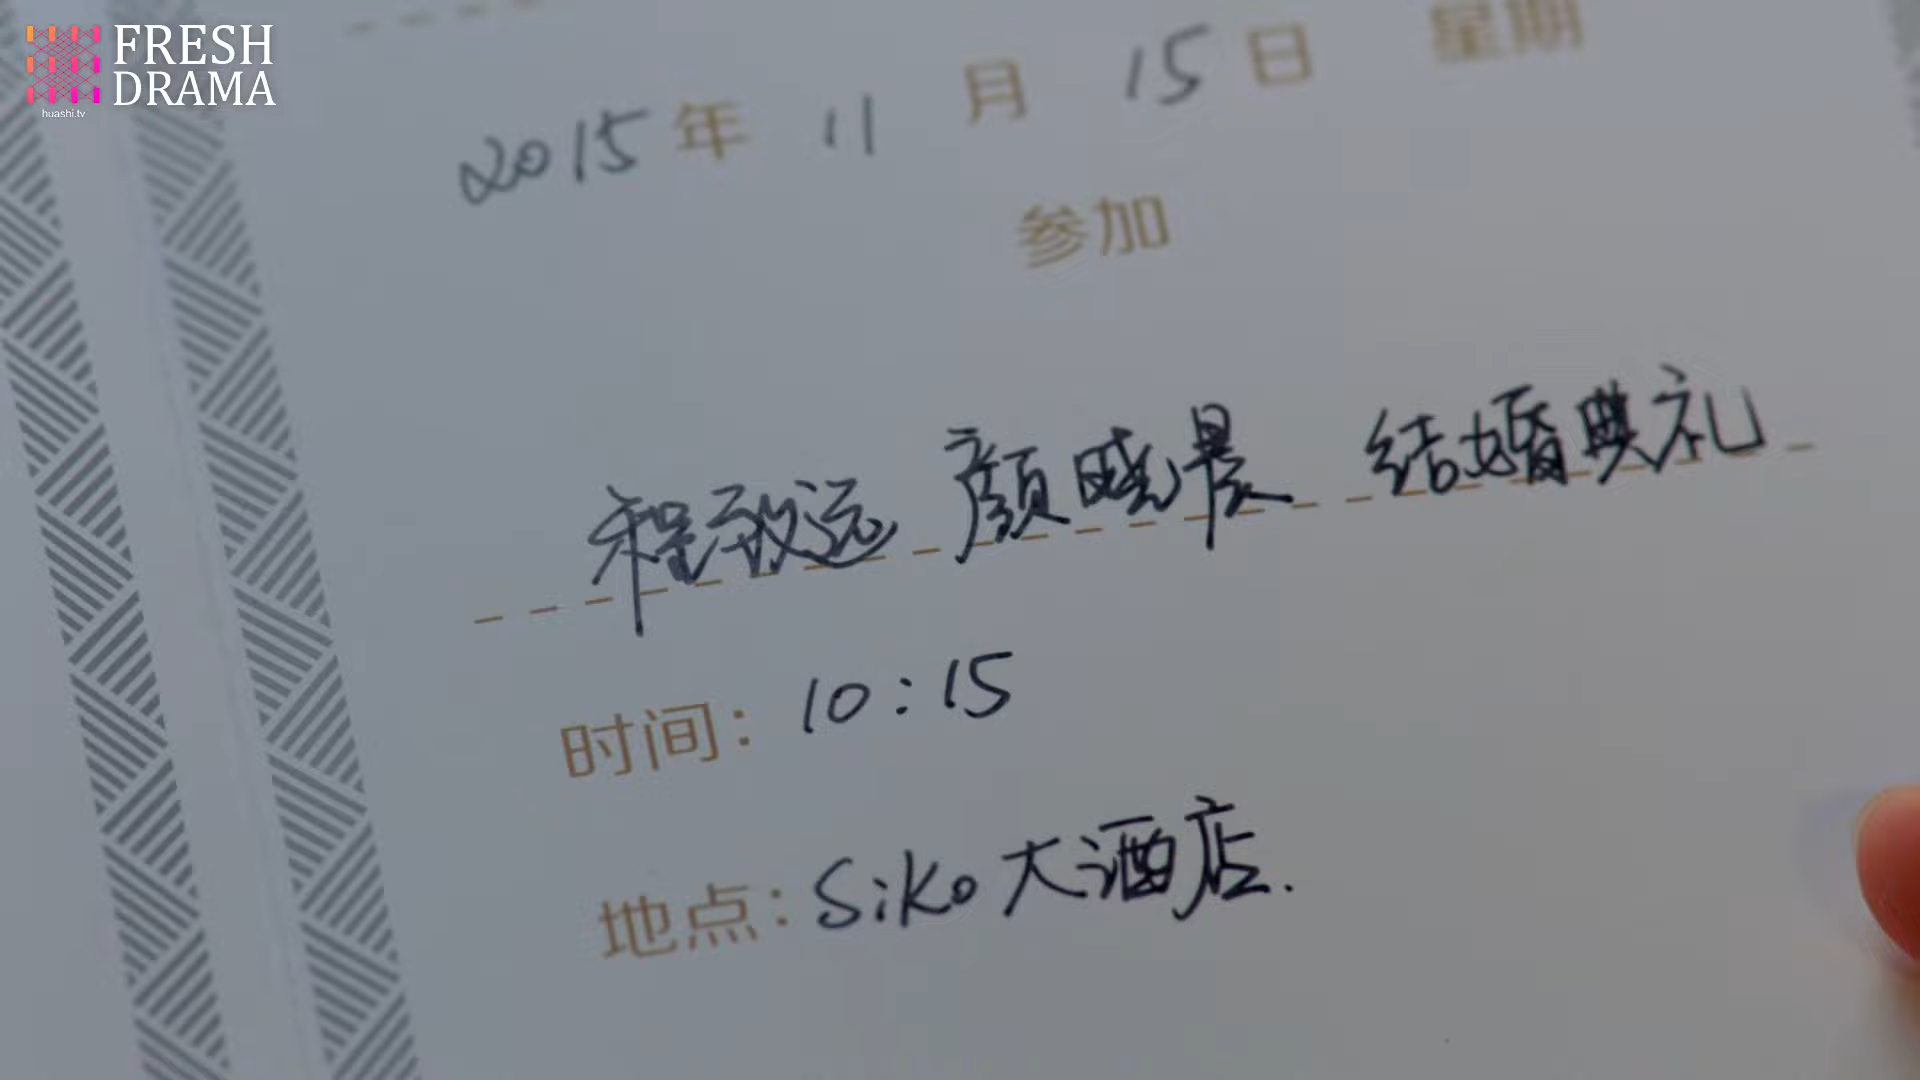 FRESH
DRAMA
huashi.tv
2015年 11月 15日 星期
参加
程致远 颜晓晨 结婚典礼
时间：10:15
地点：Siko大酒店.